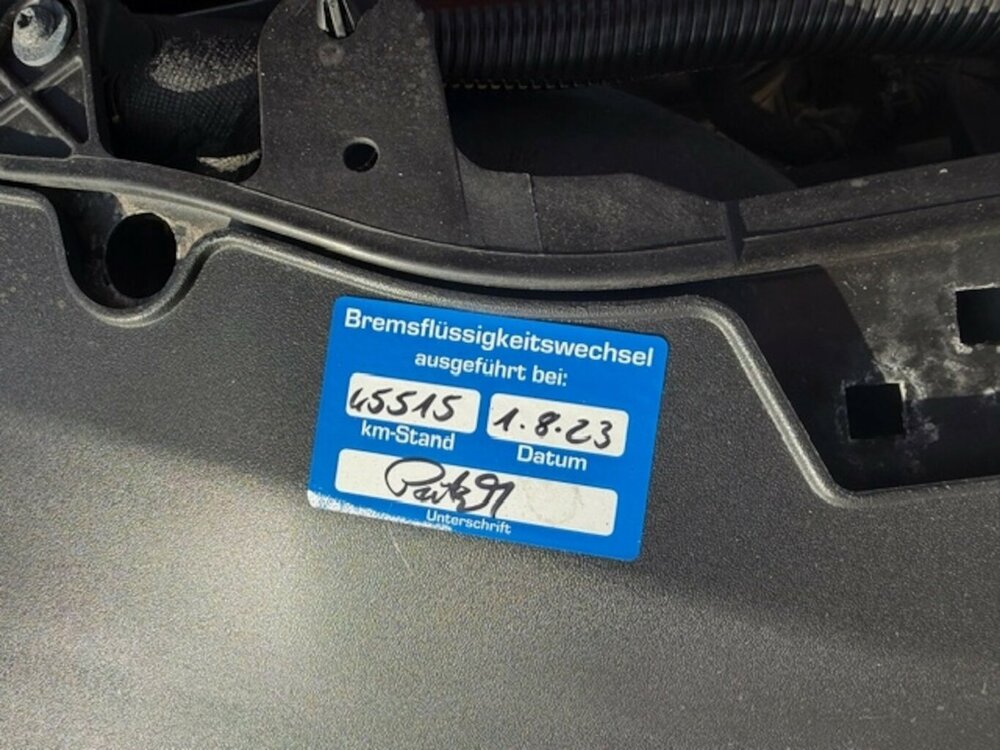 Bremsflüssigkeitswechsel
ausgeführt bei:
45515 1.8.23
km-Stand Datum
Unterschrift